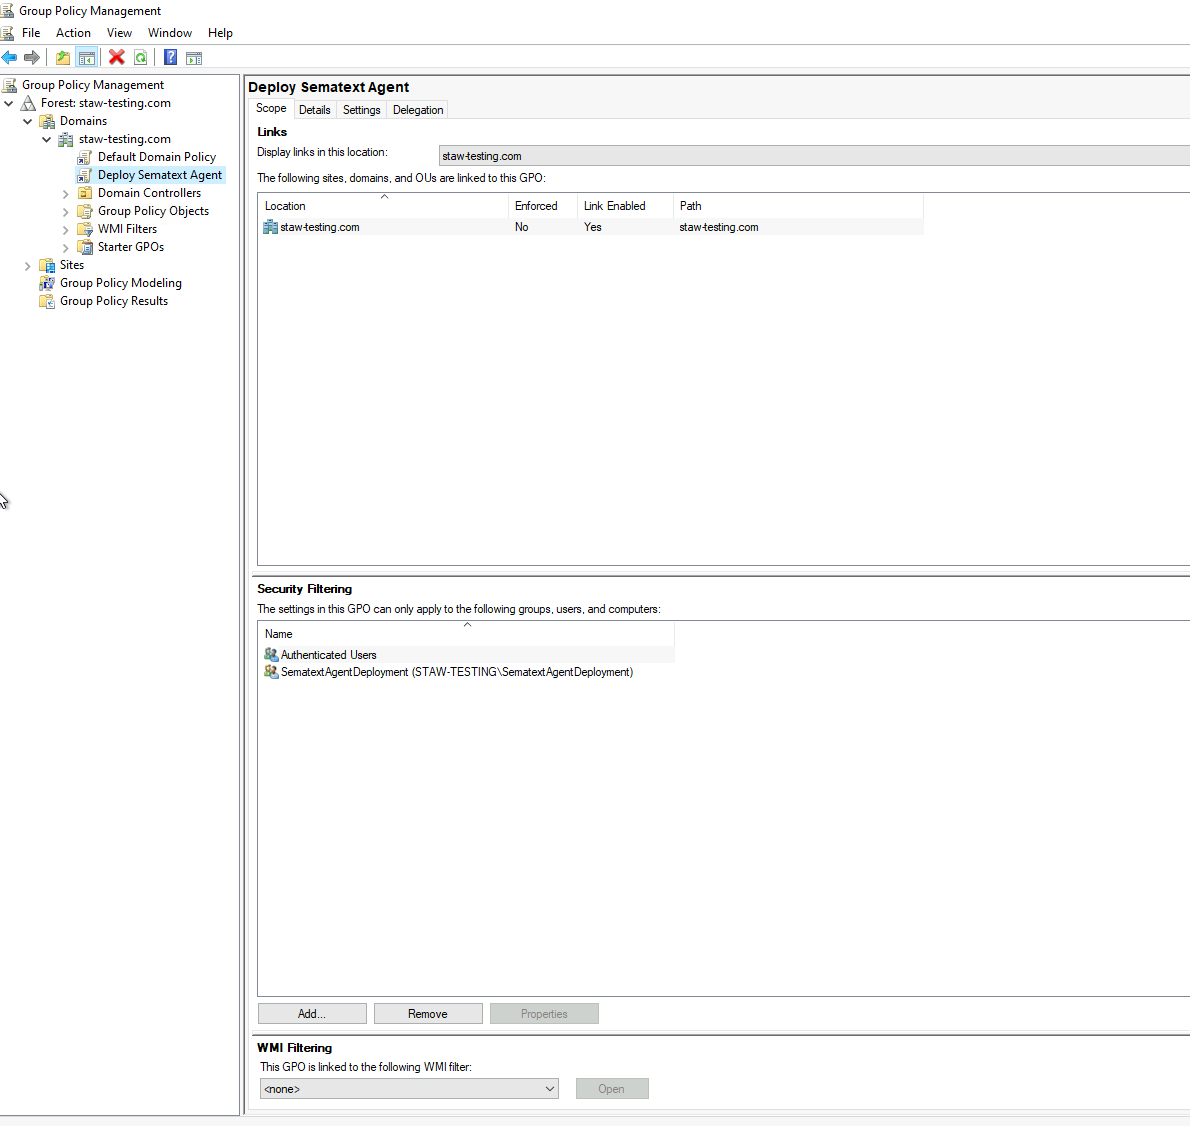 Group Policy Management
File Action View Window Help
Group Policy Management
Forest: staw-testing.com
Domains
staw-testing.com
Default Domain Policy
Deploy Sematext Agent
Domain Controllers
Group Policy Objects
WMI Filters
Starter GPOs
Sites
Group Policy Modeling
Group Policy Results
Deploy Sematext Agent
Scope Details Settings Delegation
Links
Display links in this location: staw-testing.com
The following sites, domains, and OUs are linked to this GPO:
Location Enforced Link Enabled Path
staw-testing.com No Yes staw-testing.com
Security Filtering
The settings in this GPO can only apply to the following groups, users, and computers:
Name
Authenticated Users
SematextAgentDeployment (STAW-TESTING\SematextAgentDeployment)
Add... Remove Properties
WMI Filtering
This GPO is linked to the following WMI filter:
<none> Open